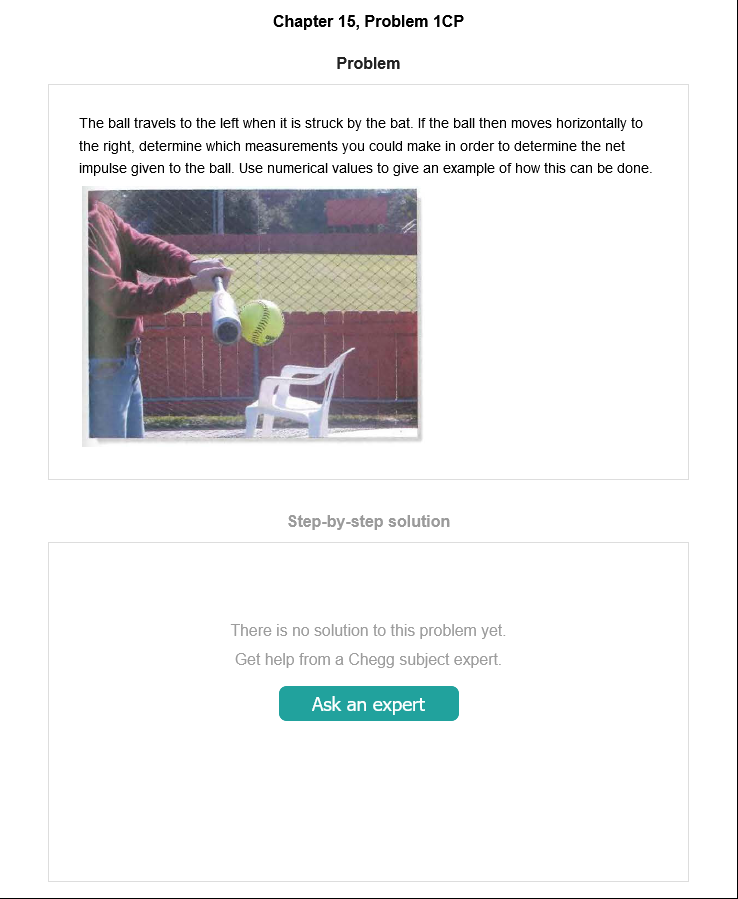 Chapter 15, Problem 1CP
Problem
The ball travels to the left when it is struck by the bat. If the ball then moves horizontally to
the right, determine which measurements you could make in order to determine the net
impulse given to the ball. Use numerical values to give an example of how this can be done.
Step-by-step solution
There is no solution to this problem yet.
Get help from a Chegg subject expert.
Ask an expert